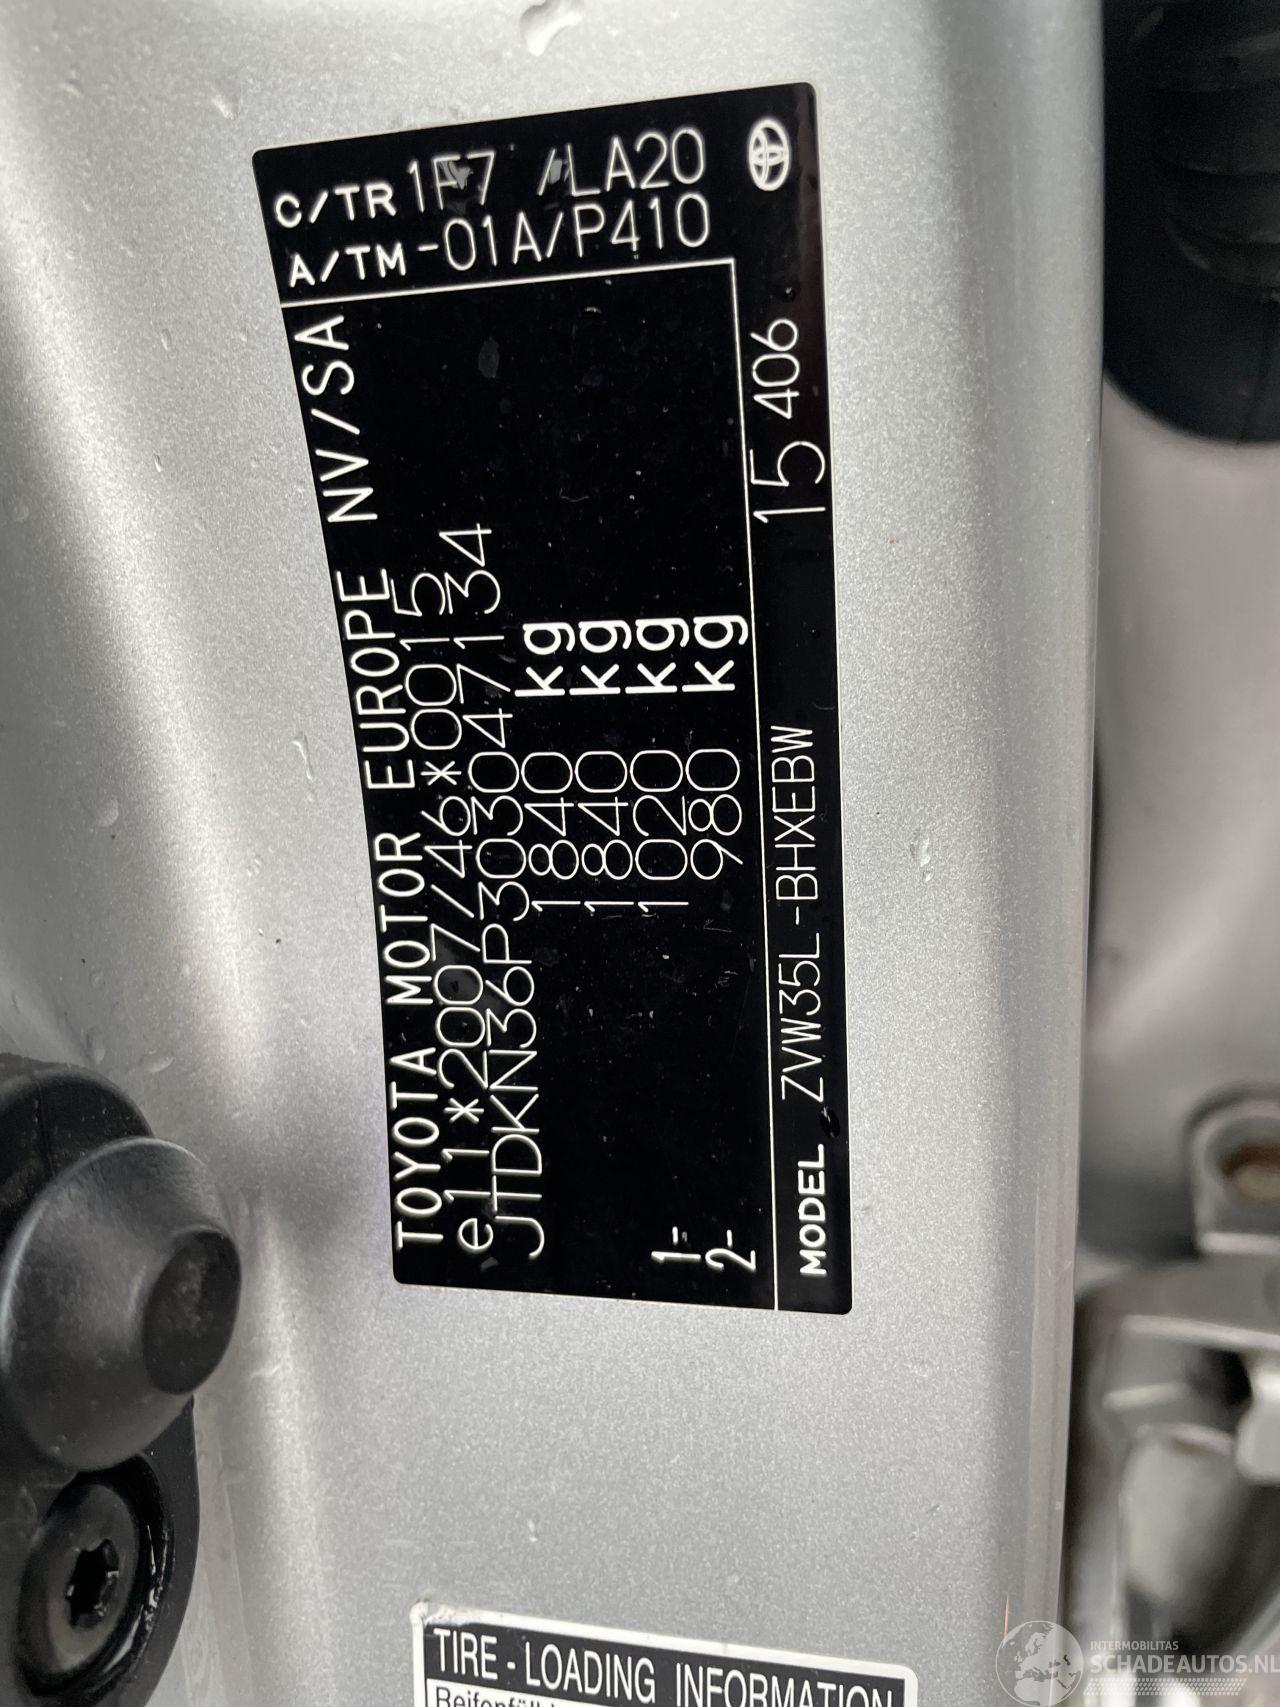 TOYOTA MOTOR EUROPE NV/SA
e11*2007/46*0015
JTDKN36P303047134
1840 kg
1840 kg
1- 1020 kg
2- 980 kg
C/TR 1F7 /LA20
A/TM -01A/P410
MODEL ZVW35L-BHXEBW 15 406
TIRE - LOADING INFORMATION
INTERMOBILITAS
SCHADEAUTOS.NL